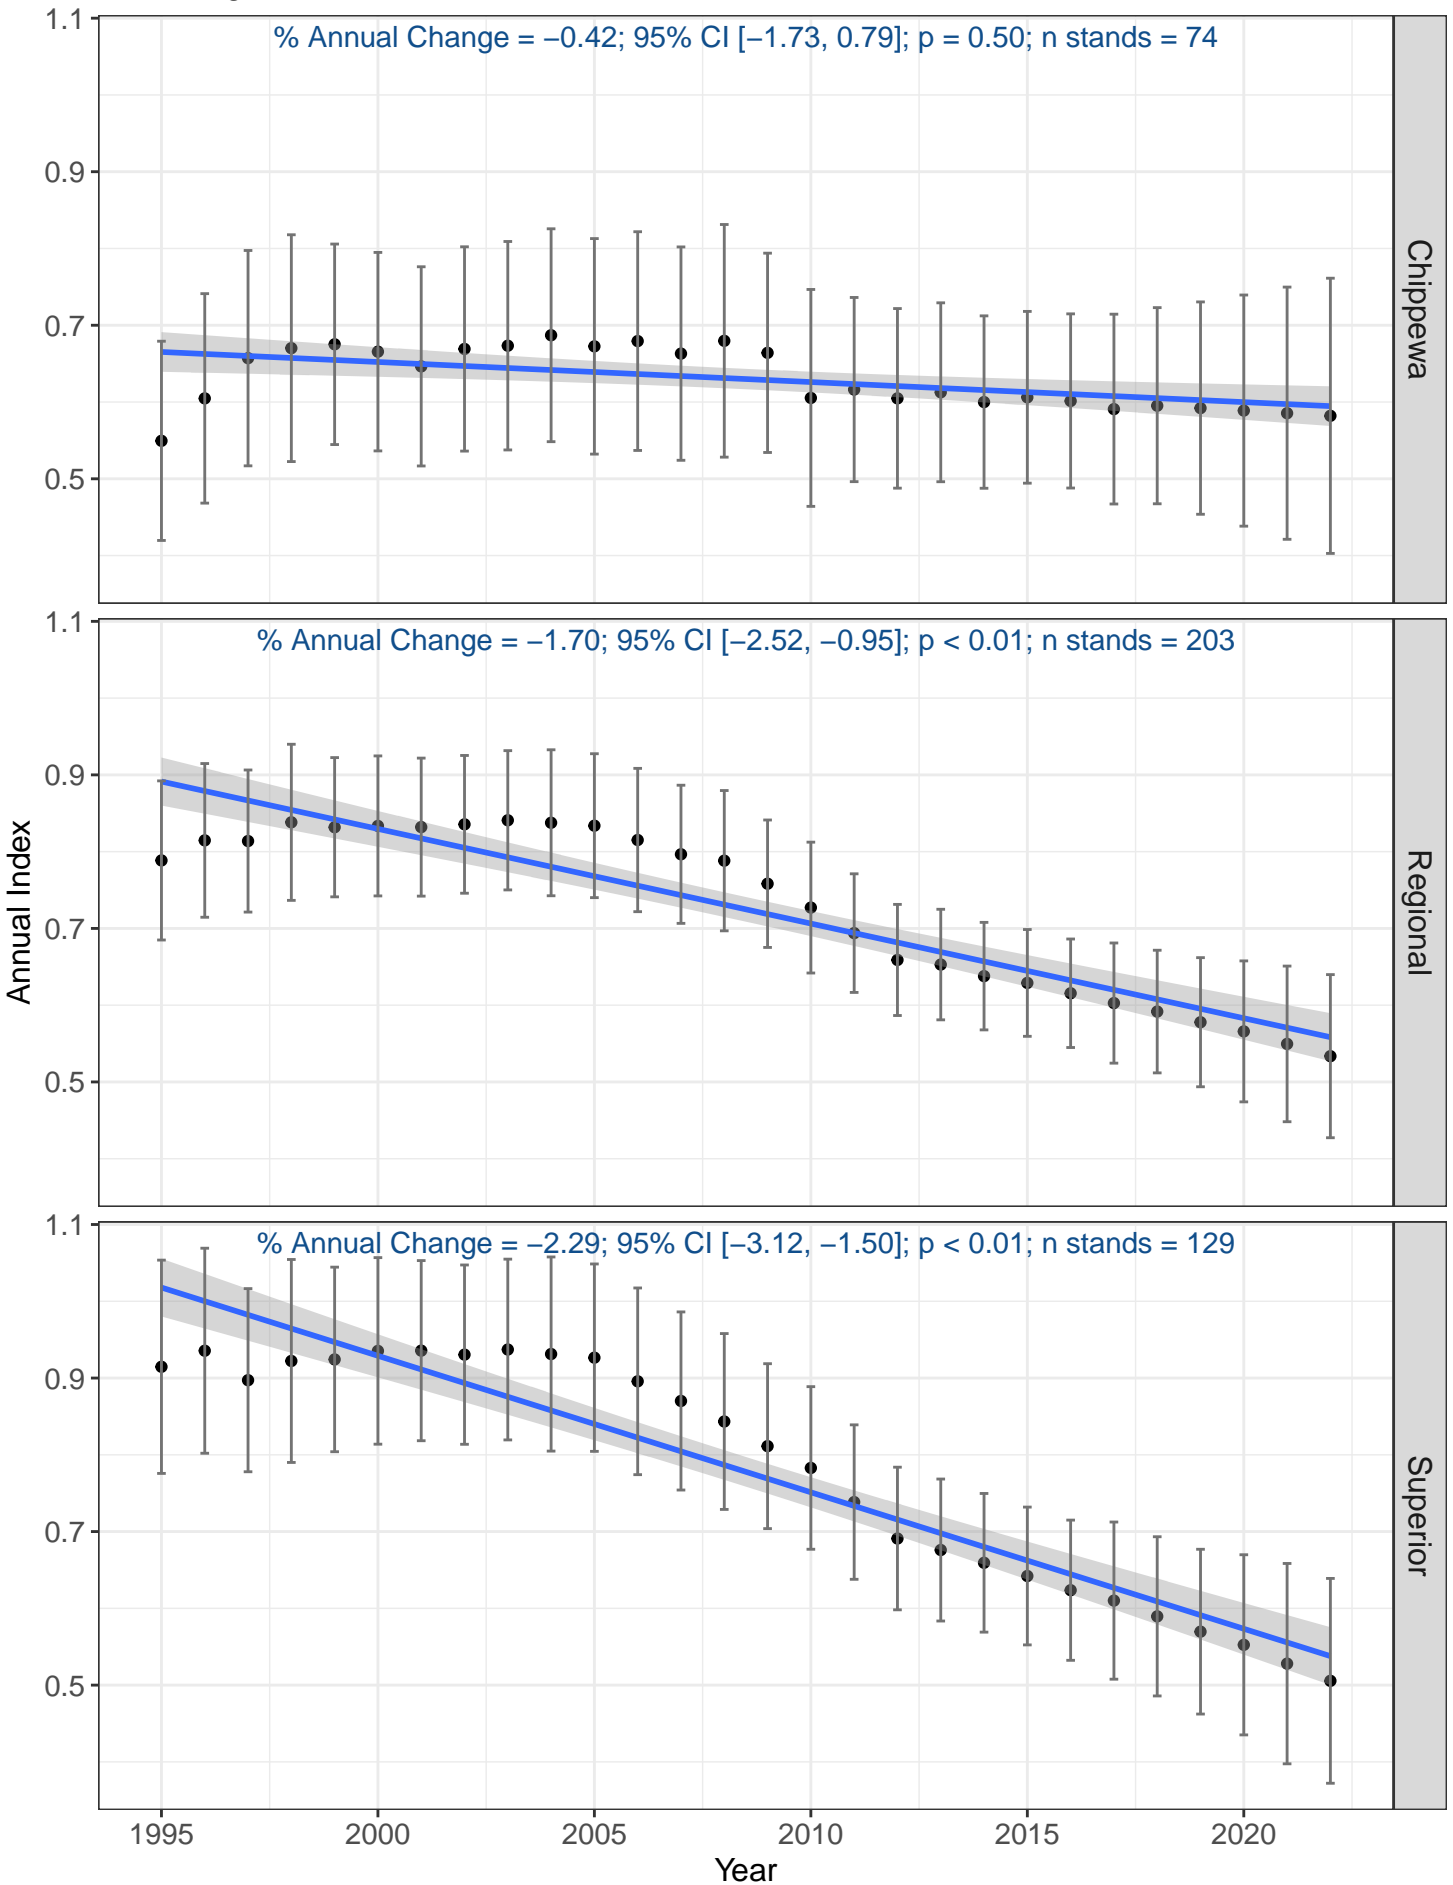 1.1
% Annual Change = −0.42; 95% CI [−1.73, 0.79]; p = 0.50; n stands = 74
0.9
0.7
0.5
Chippewa
1.1
% Annual Change = −1.70; 95% CI [−2.52, −0.95]; p < 0.01; n stands = 203
0.9
0.7
0.5
Regional
Annual Index
1.1
% Annual Change = −2.29; 95% CI [−3.12, −1.50]; p < 0.01; n stands = 129
0.9
0.7
0.5
Superior
1995 2000 2005 2010 2015 2020
Year